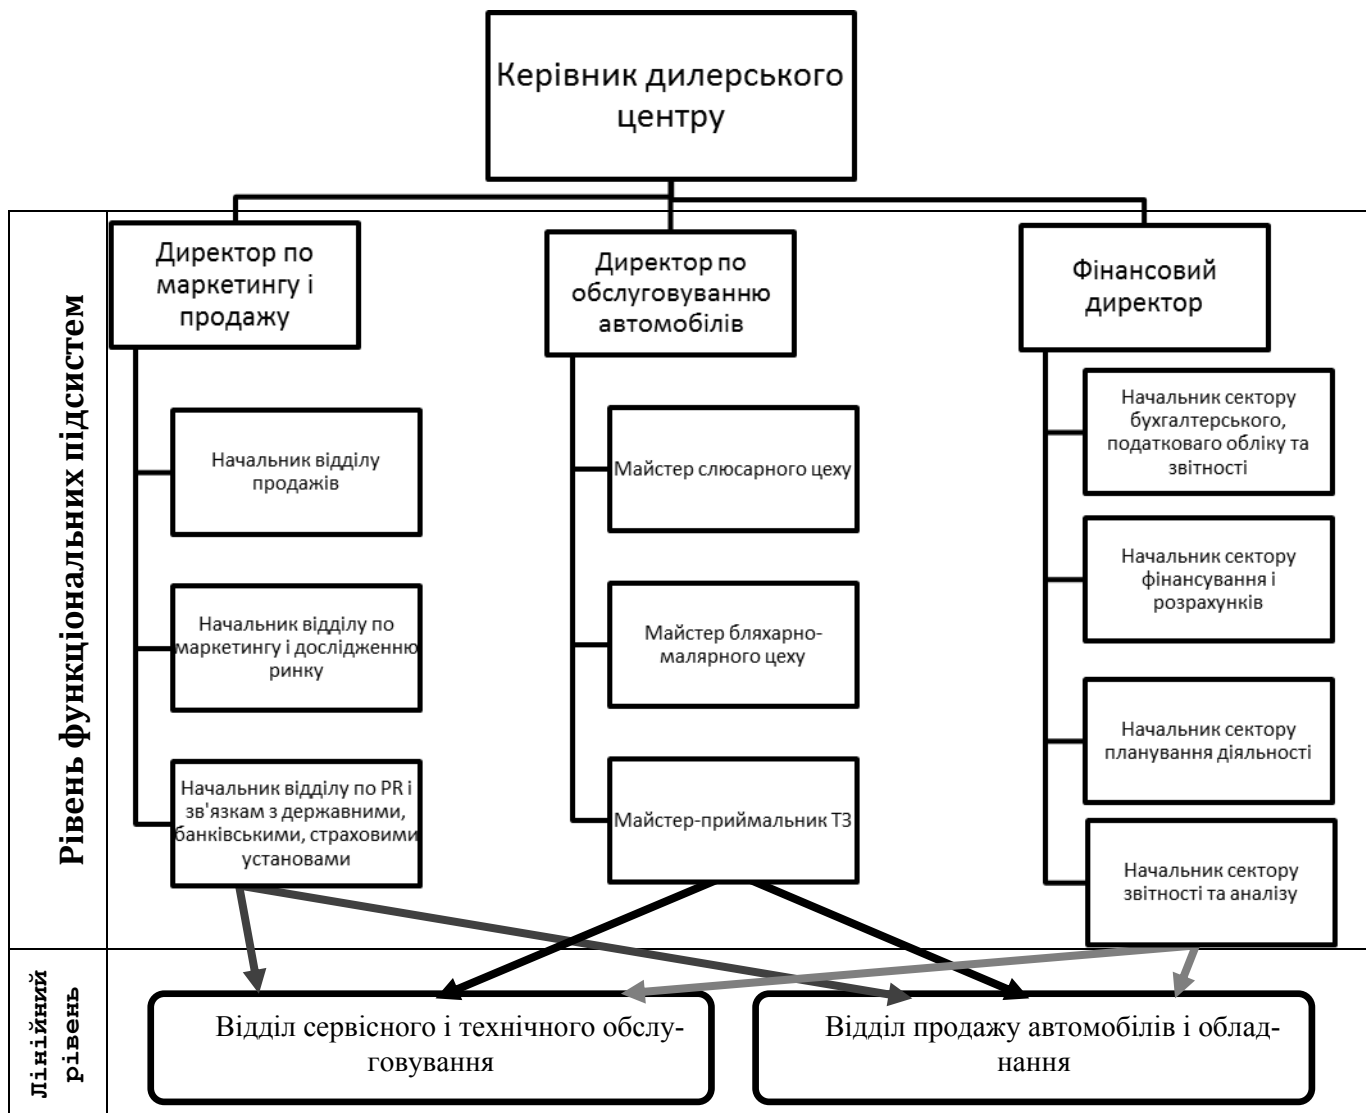 Керівник дилерського
центру
Рівень функціональних підсистем
Директор по
маркетингу і
продажу
Начальник відділу
продажів
Начальник відділу по
маркетингу і дослідженню
ринку
Начальник відділу по PR і
зв'язкам з державними,
банківськими, страховими
установами
Директор по
обслуговуванню
автомобілів
Майстер слюсарного цеху
Майстер бляхарно-
малярного цеху
Майстер-приймальник ТЗ
Фінансовий
директор
Начальник сектору
бухгалтерського,
податковаго обліку та
звітності
Начальник сектору
фінансування і
розрахунків
Начальник сектору
планування діяльності
Начальник сектору
звітності та аналізу
Лінійний
рівень
Відділ сервісного і технічного обслу-
говування
Відділ продажу автомобілів і облад-
нання